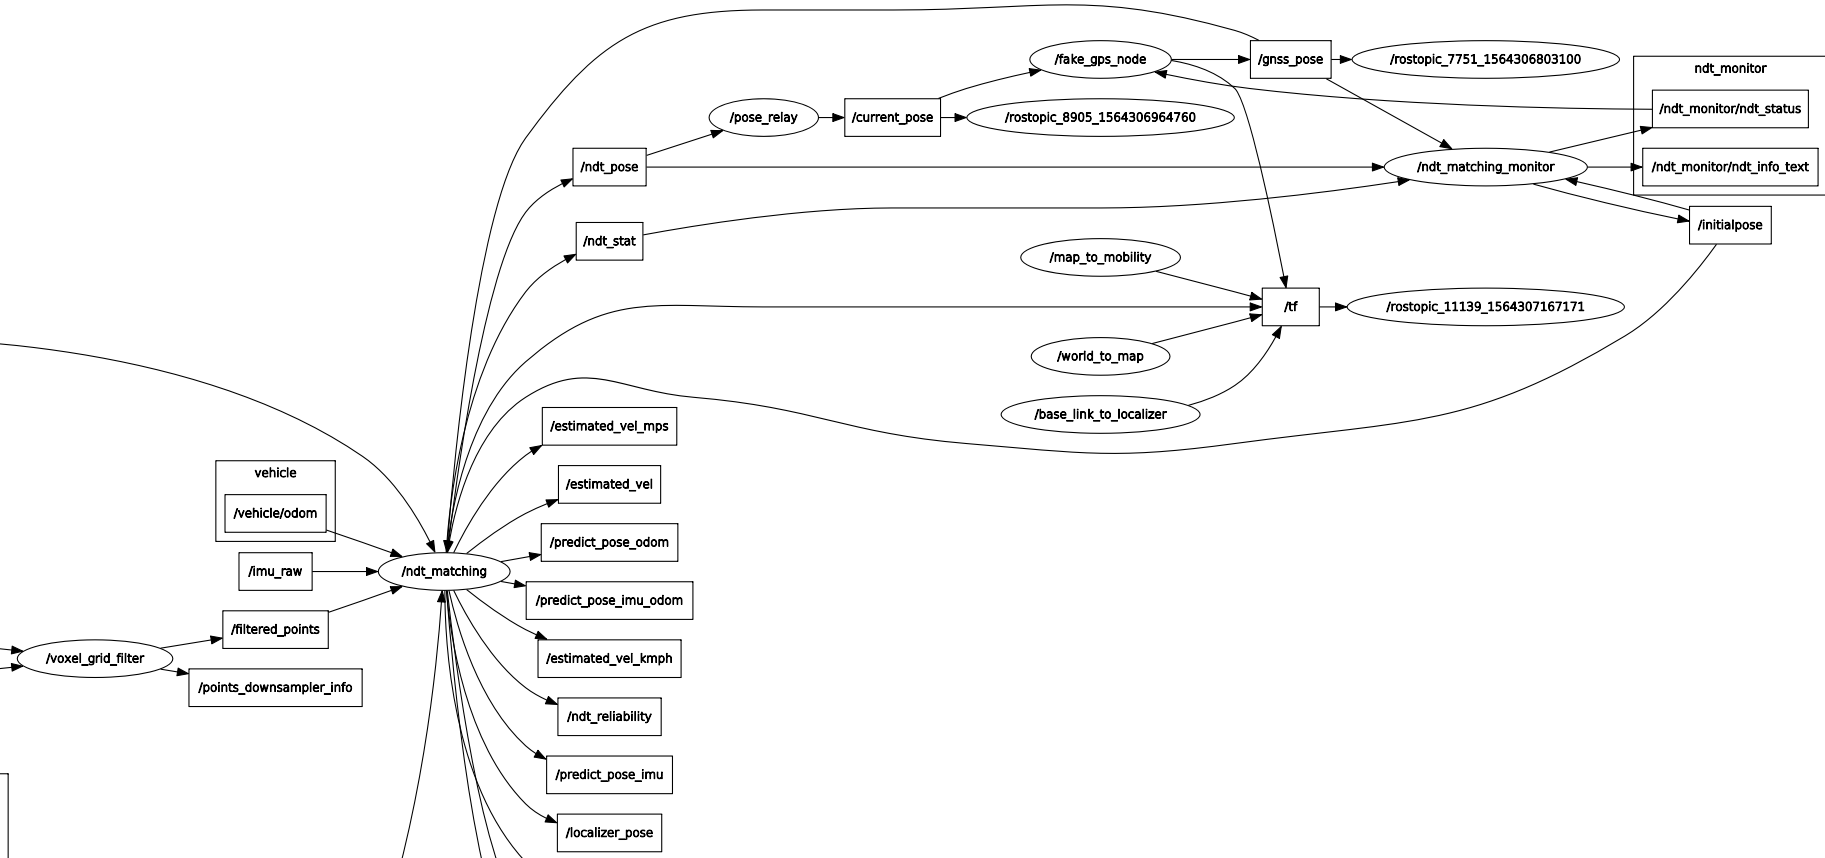 /fake_gps_node
/gnss_pose
/rostopic_7751_1564306803100
ndt_monitor
/ndt_monitor/ndt_status
/pose_relay
/current_pose
/rostopic_8905_1564306964760
/ndt_pose
/ndt_matching_monitor
/ndt_monitor/ndt_info_text
/ndt_stat
/initialpose
/map_to_mobility
/tf
/rostopic_11139_1564307167171
/world_to_map
/base_link_to_localizer
/estimated_vel_mps
vehicle
/estimated_vel
/vehicle/odom
/predict_pose_odom
/imu_raw
/ndt_matching
/predict_pose_imu_odom
/filtered_points
/voxel_grid_filter
/estimated_vel_kmph
/points_downsampler_info
/ndt_reliability
/predict_pose_imu
/localizer_pose